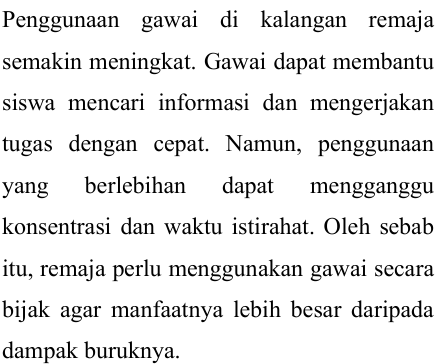 Penggunaan gawai di kalangan remaja
semakin meningkat. Gawai dapat membantu
siswa mencari informasi dan mengerjakan
tugas dengan cepat. Namun, penggunaan
yang berlebihan dapat mengganggu
konsentrasi dan waktu istirahat. Oleh sebab
itu, remaja perlu menggunakan gawai secara
bijak agar manfaatnya lebih besar daripada
dampak buruknya.